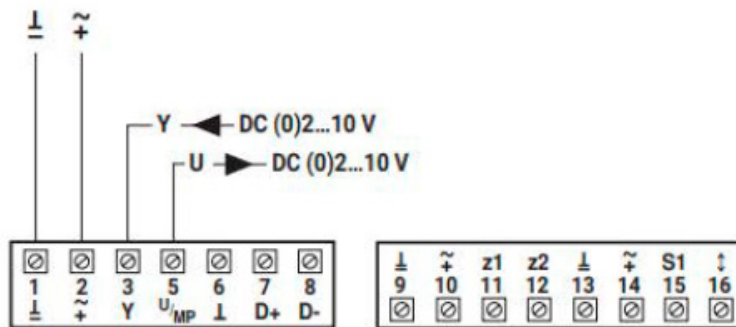 ⊥ ~
− +
Y DC (0)2...10 V
U DC (0)2...10 V
1 2 3 5 6 7 8
⊥ ~+ Y U/MP ⊥ D+ D-
⊥ ~+ z1 z2 ⊥ ~+ S1 ↕
9 10 11 12 13 14 15 16